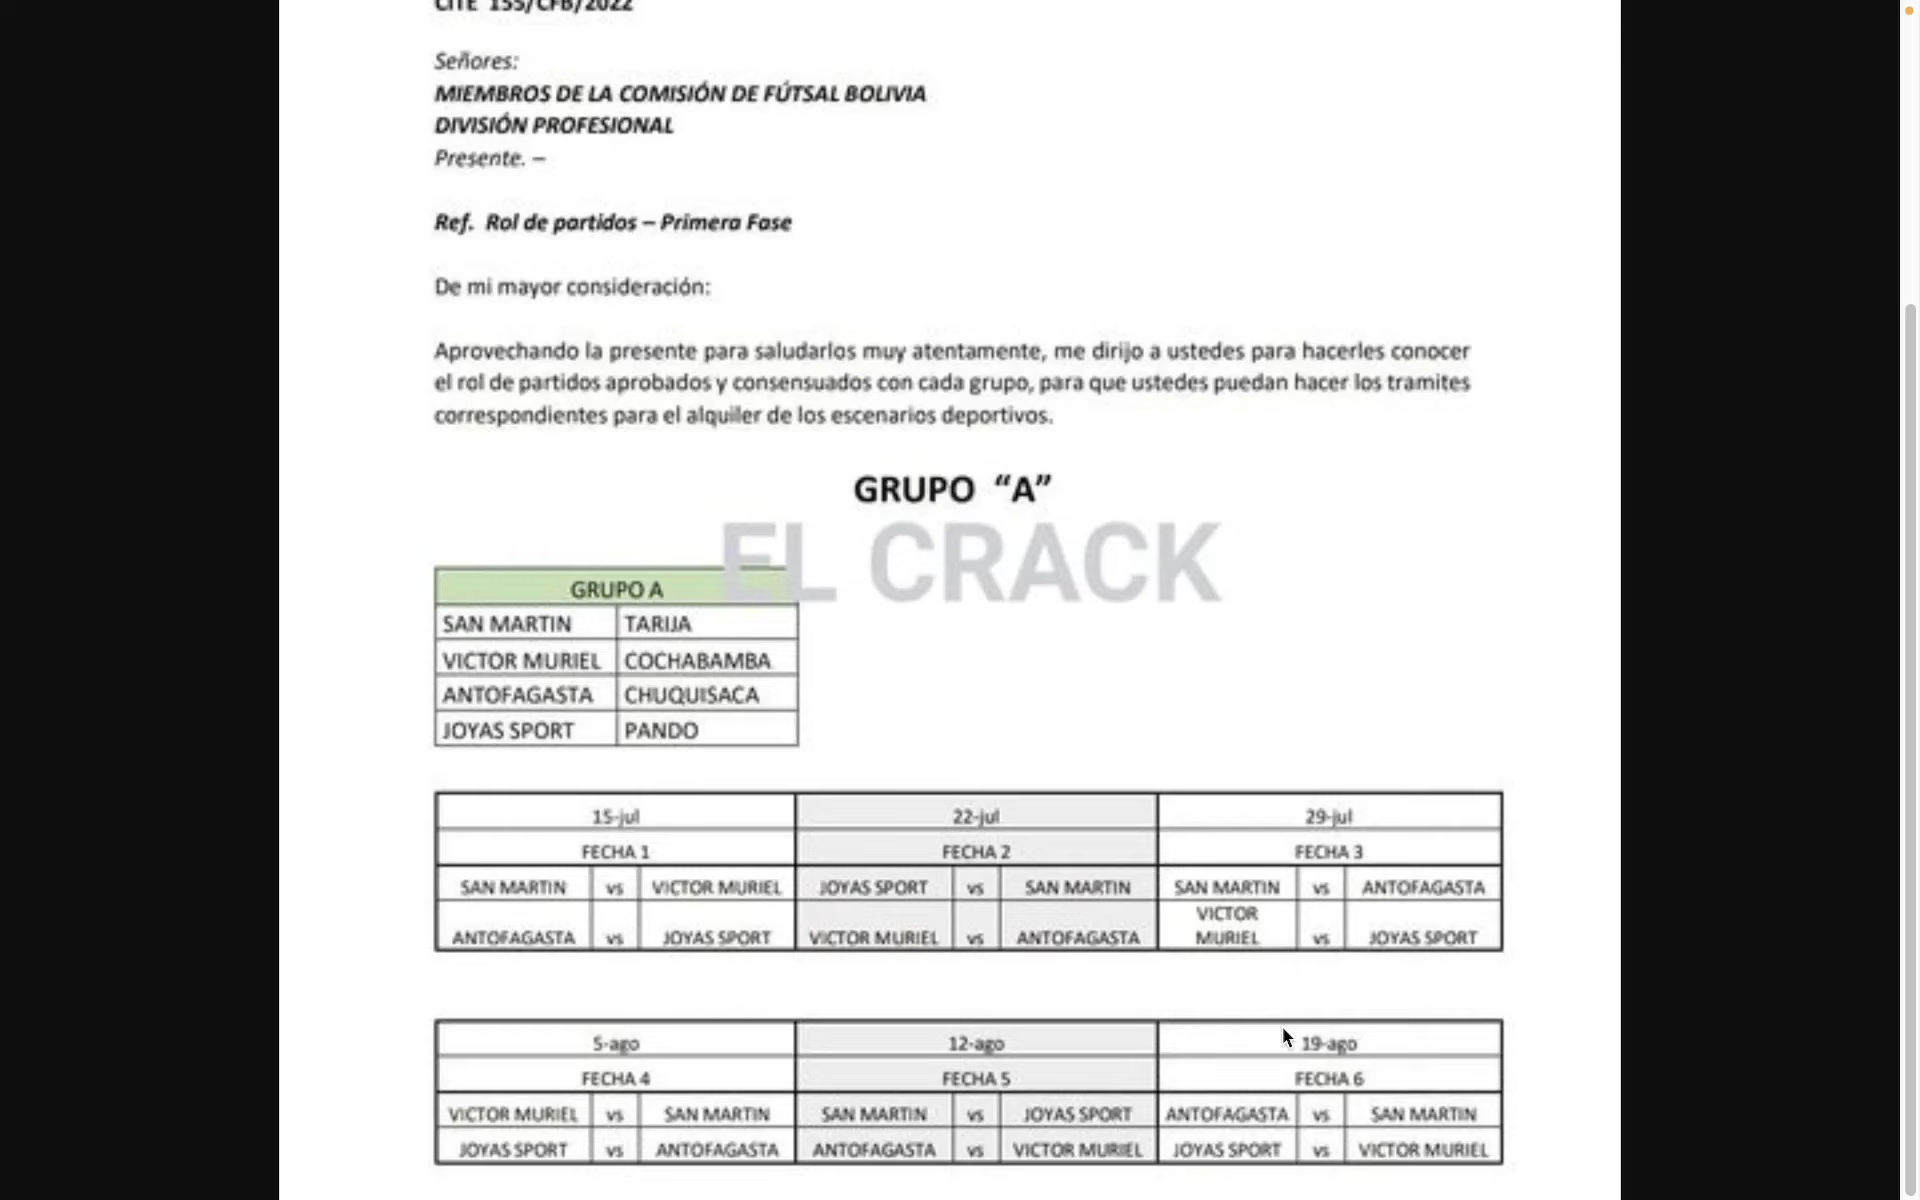 CITE 155/CFB/2022
Señores:
MIEMBROS DE LA COMISIÓN DE FÚTSAL BOLIVIA
DIVISIÓN PROFESIONAL
Presente. –
Ref. Rol de partidos – Primera Fase
De mi mayor consideración:
Aprovechando la presente para saludarlos muy atentamente, me dirijo a ustedes para hacerles conocer
el rol de partidos aprobados y consensuados con cada grupo, para que ustedes puedan hacer los tramites
correspondientes para el alquiler de los escenarios deportivos.
GRUPO “A”
EL CRACK
GRUPO A
SAN MARTIN TARIJA
VICTOR MURIEL COCHABAMBA
ANTOFAGASTA CHUQUISACA
JOYAS SPORT PANDO
15-jul 22-jul 29-jul
FECHA 1 FECHA 2 FECHA 3
SAN MARTIN vs VICTOR MURIEL JOYAS SPORT vs SAN MARTIN SAN MARTIN vs ANTOFAGASTA
ANTOFAGASTA vs JOYAS SPORT VICTOR MURIEL vs ANTOFAGASTA VICTOR MURIEL vs JOYAS SPORT
5-ago 12-ago 19-ago
FECHA 4 FECHA 5 FECHA 6
VICTOR MURIEL vs SAN MARTIN SAN MARTIN vs JOYAS SPORT ANTOFAGASTA vs SAN MARTIN
JOYAS SPORT vs ANTOFAGASTA ANTOFAGASTA vs VICTOR MURIEL JOYAS SPORT vs VICTOR MURIEL